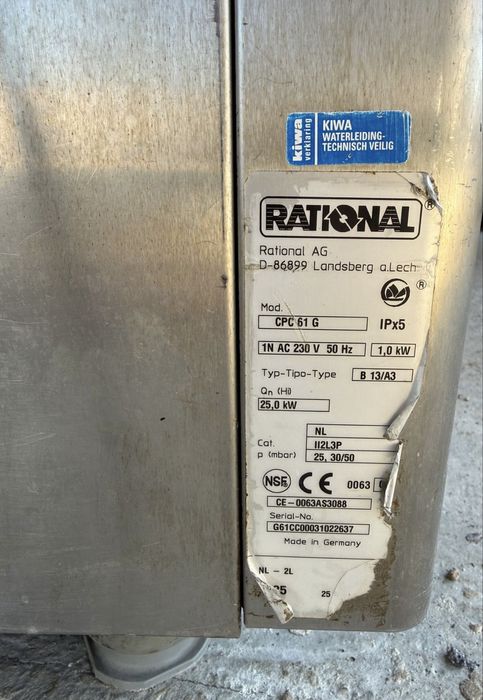 kiwa
verklaring
KIWA
WATERLEIDING-
TECHNISCH VEILIG
RATIONAL®
Rational AG
D-86899 Landsberg a.Lech
®
Mod.
CPC 61 G IPx5
1N AC 230 V 50 Hz 1,0 kW
Typ-Tipo-Type B 13/A3
Qn (Hi)
25,0 kW
NL
Cat. II2L3P
p (mbar) 25, 30/50
NSF CE 0063
CE-0063AS3088
Serial-No.
G61CC00031022637
Made in Germany
NL - 2L
25